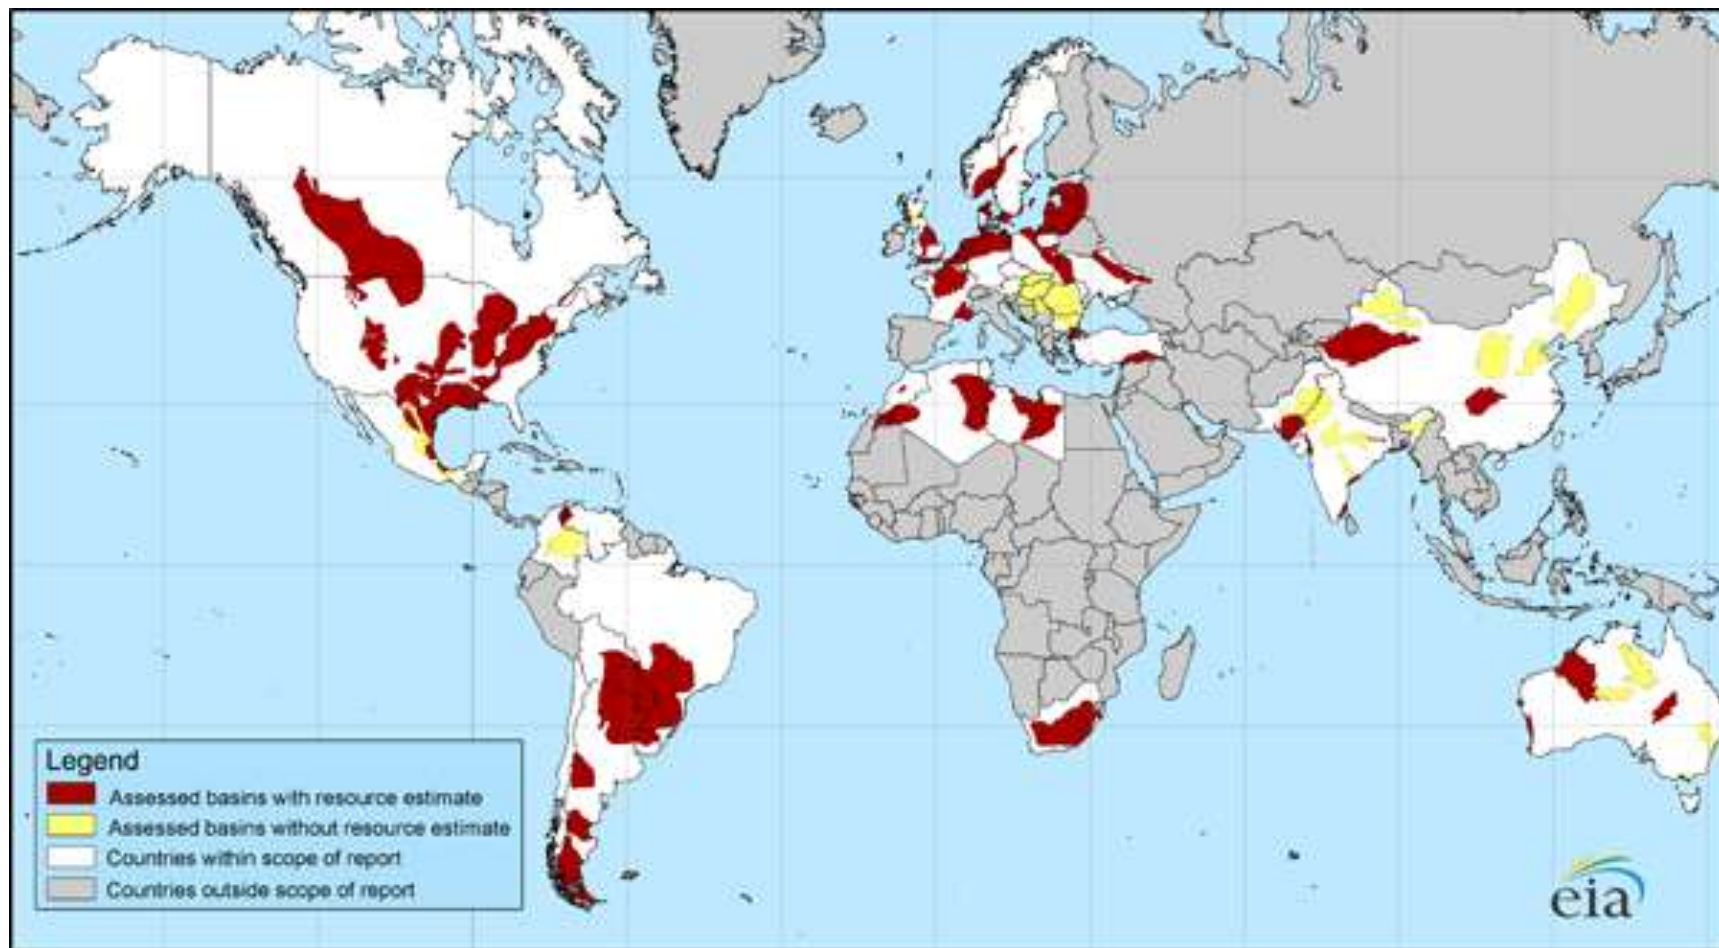 Legend
Assessed basins with resource estimate
Assessed basins without resource estimate
Countries within scope of report
Countries outside scope of report
eia